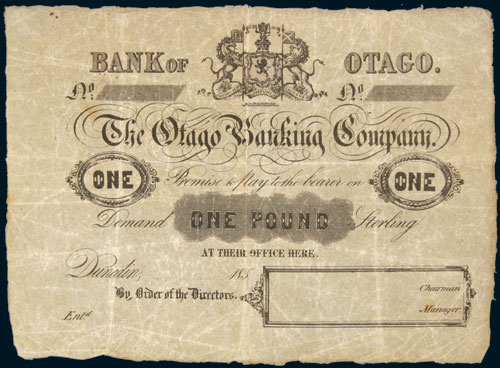 BANK OF OTAGO.
No. No.
The Otago Banking Company.
ONE Promise to Pay to the bearer on ONE
Demand ONE POUND Sterling
AT THEIR OFFICE HERE.
Dunedin, 185
By Order of the Directors.
Chairman
Manager.
Entd